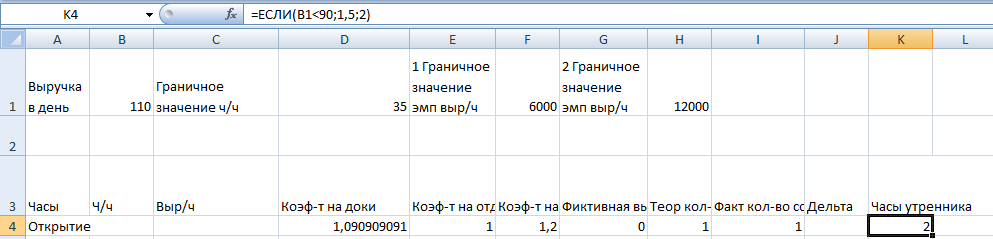 K4 fx =ЕСЛИ(B1<90;1,5;2)
A B C D E F G H I J K L
1 Выручка в день 110 Граничное значение ч/ч 35 1 Граничное значение эмп выр/ч 6000 2 Граничное значение эмп выр/ч 12000
2
3 Часы Ч/ч Выр/ч Коэф-т на доки Коэф-т на отд Коэф-т на Фиктивная вы Теор кол- Факт кол-во со Дельта Часы утренника
4 Открытие 1,090909091 1 1,2 0 1 1 2